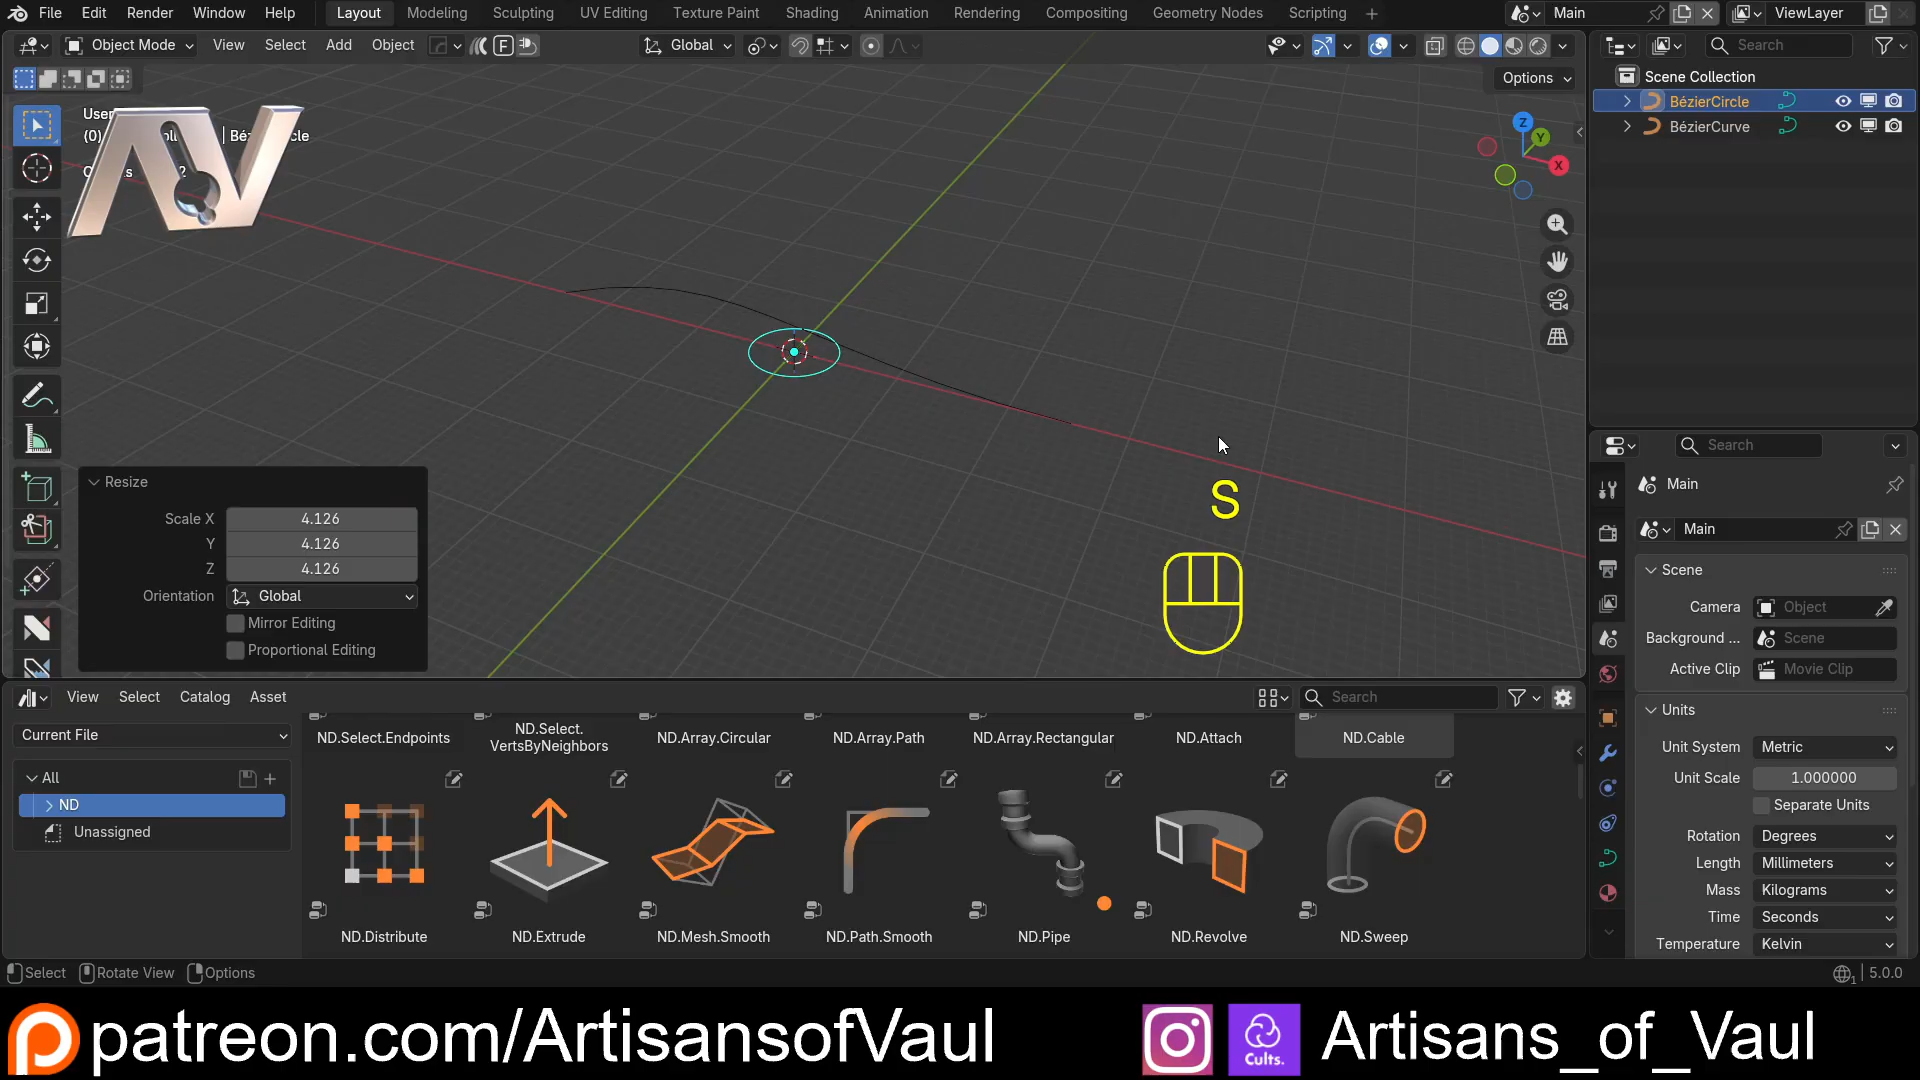 File Edit Render Window Help Layout Modeling Sculpting UV Editing Texture Paint Shading Animation Rendering Compositing Geometry Nodes Scripting + Main ViewLayer
Object Mode View Select Add Object F Global Search
Options
Scene Collection
BézierCircle
BézierCurve
User
(0) | BézierCircle
2
AV
Z
Y
X
Resize
Scale X 4.126
Y 4.126
Z 4.126
Orientation Global
Mirror Editing
Proportional Editing
S
Search
Main
Main
Scene
Camera Object
Background ... Scene
Active Clip Movie Clip
Units
Unit System Metric
Unit Scale 1.000000
Separate Units
Rotation Degrees
Length Millimeters
Mass Kilograms
Time Seconds
Temperature Kelvin
View Select Catalog Asset Search
Current File
All
ND
Unassigned
ND.Select.Endpoints
ND.Select.
VertsByNeighbors
ND.Array.Circular
ND.Array.Path
ND.Array.Rectangular
ND.Attach
ND.Cable
ND.Distribute
ND.Extrude
ND.Mesh.Smooth
ND.Path.Smooth
ND.Pipe
ND.Revolve
ND.Sweep
Select Rotate View Options 5.0.0
patreon.com/ArtisansofVaul
Cults.
Artisans_of_Vaul